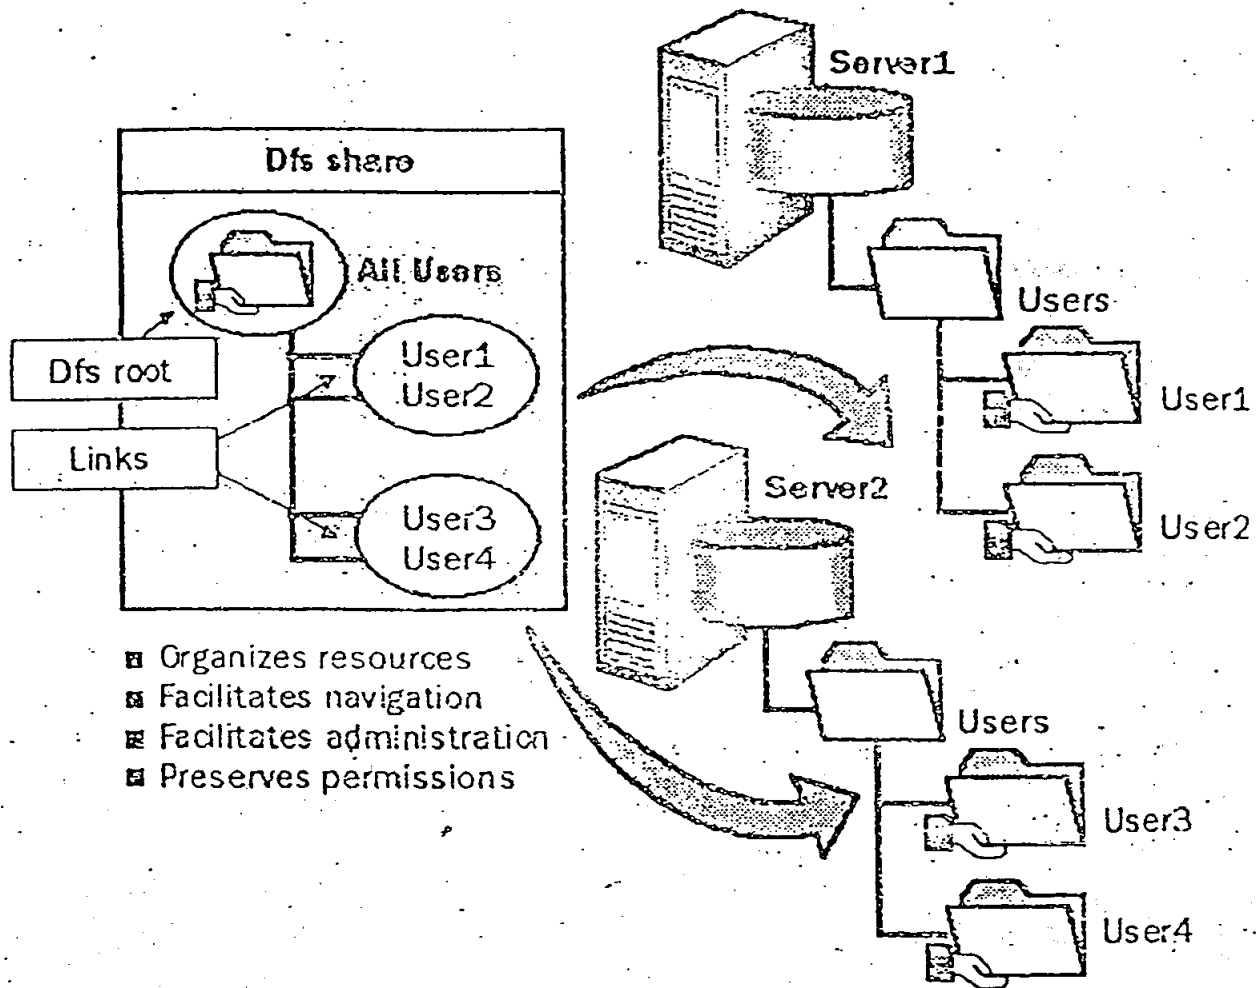 Dfs share
All Users
Dfs root
User1
User2
Links
User3
User4
Organizes resources
Facilitates navigation
Facilitates administration
Preserves permissions
Server1
Users
User1
User2
Server2
Users
User3
User4